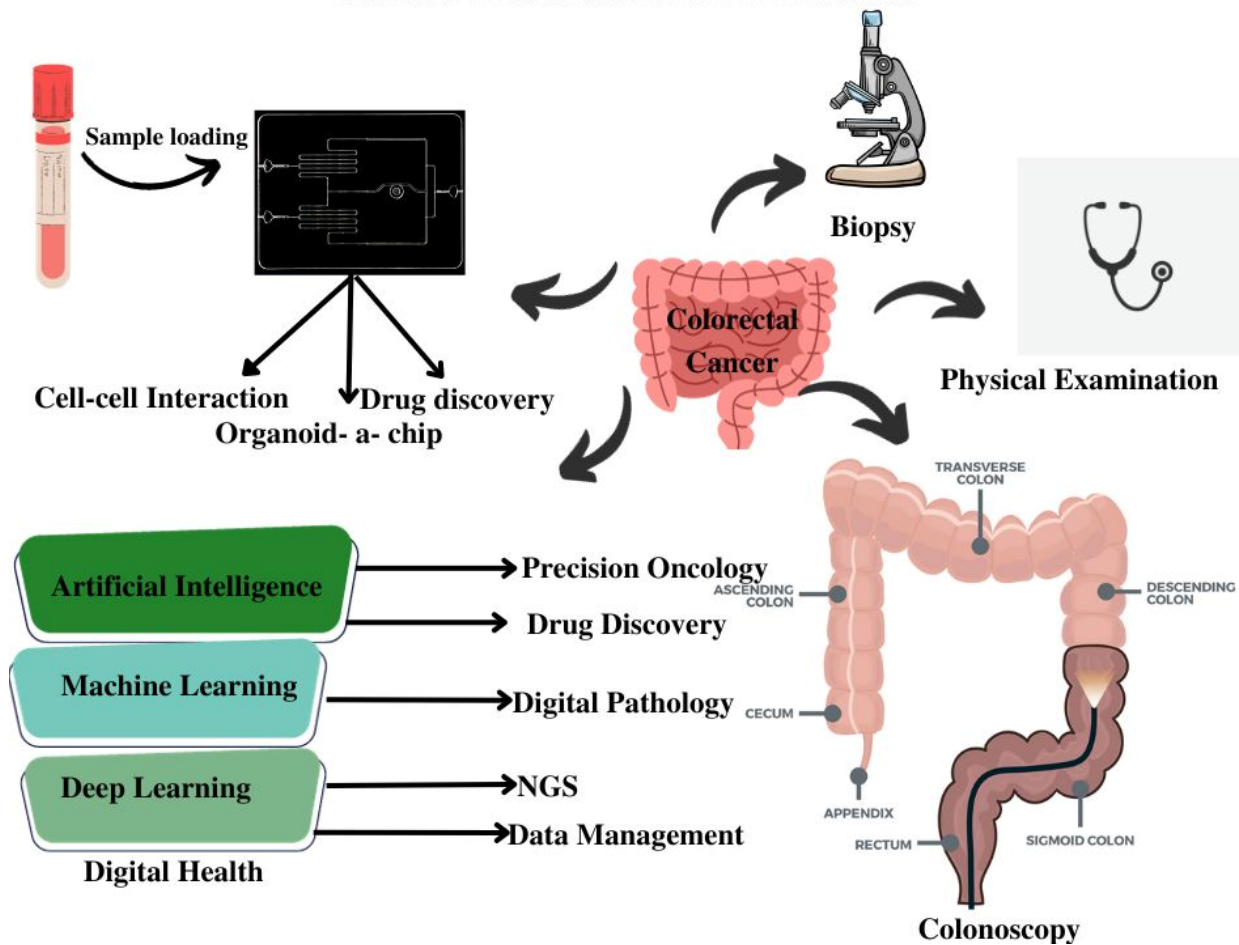 Sample loading
Biopsy
Colorectal
Cancer
Physical Examination
Cell-cell Interaction
Drug discovery
Organoid- a- chip
Artificial Intelligence
Precision Oncology
Drug Discovery
Machine Learning
Digital Pathology
Deep Learning
NGS
Data Management
Digital Health
TRANSVERSE
COLON
ASCENDING
COLON
DESCENDING
COLON
CECUM
APPENDIX
RECTUM
SIGMOID COLON
Colonoscopy